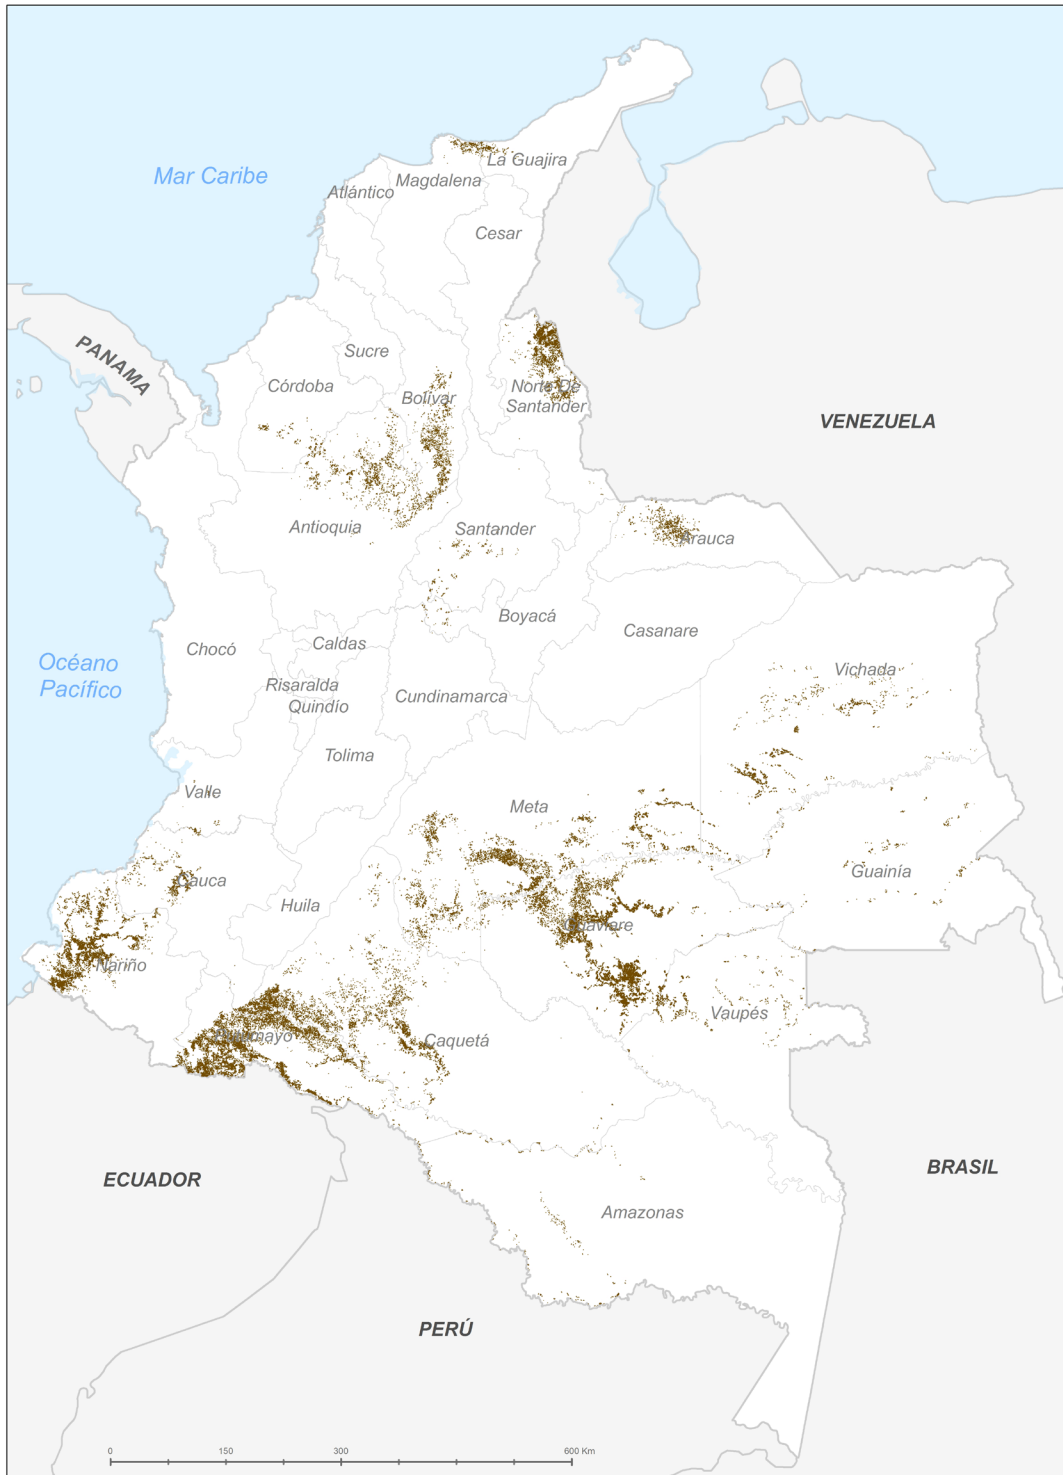 La Guajira
Mar Caribe
Magdalena
Atlántico
Cesar
PANAMA
Sucre
Córdoba
Bolívar
Norte De
Santander
VENEZUELA
Antioquia
Santander
Arauca
Boyacá
Casanare
Chocó
Caldas
Océano
Pacífico
Vichada
Risaralda
Cundinamarca
Quindío
Tolima
Valle
Meta
Guainía
Cauca
Huila
Guaviare
Nariño
Vaupés
Putumayo
Caquetá
ECUADOR
BRASIL
Amazonas
PERÚ
0 150 300 600 Km